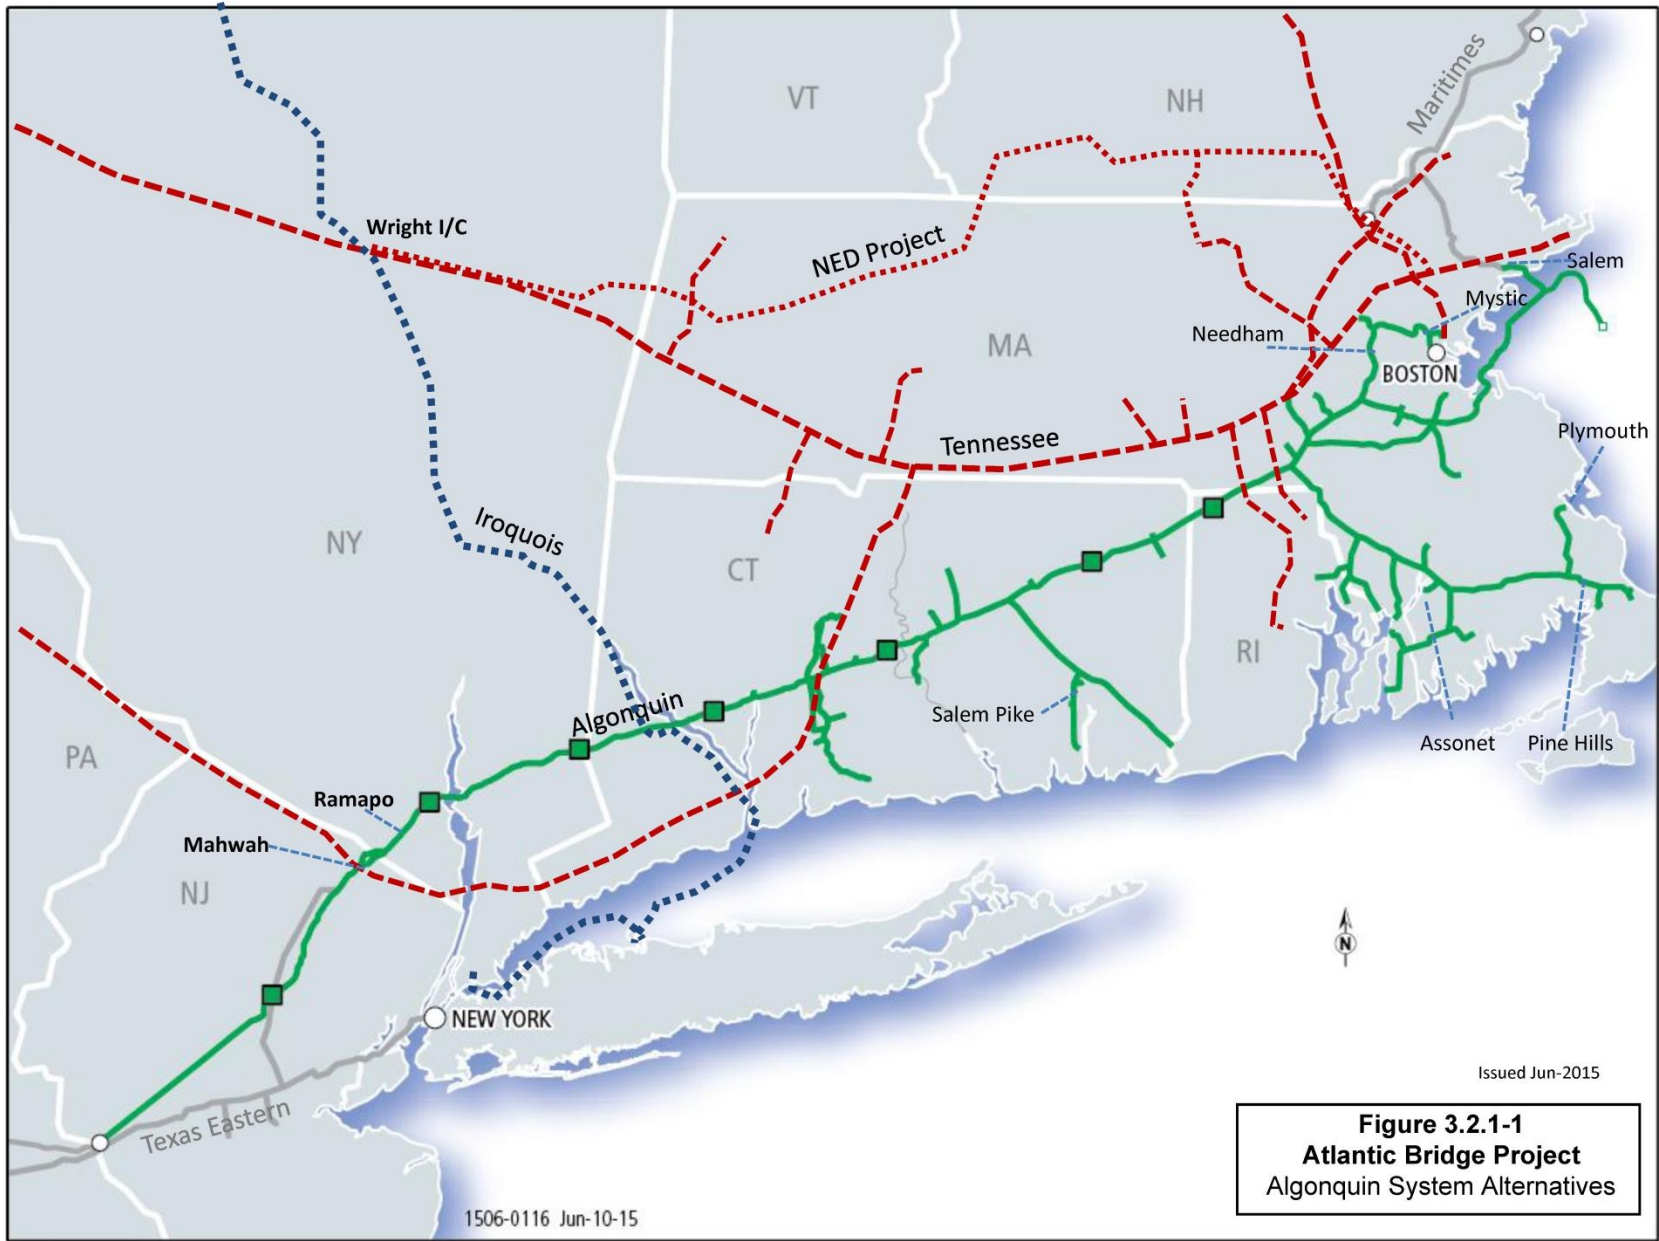 VT
NH
Maritimes
Wright I/C
NED Project
Salem
Mystic
Needham
MA
BOSTON
Tennessee
Plymouth
Iroquois
NY
CT
RI
Algonquin
Salem Pike
Assonet
Pine Hills
PA
Ramapo
Mahwah
NJ
N
NEW YORK
Texas Eastern
Issued Jun-2015
Figure 3.2.1-1
Atlantic Bridge Project
Algonquin System Alternatives
1506-0116 Jun-10-15